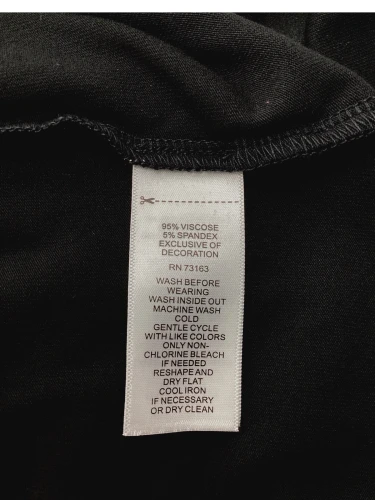 95% VISCOSE
5% SPANDEX
EXCLUSIVE OF
DECORATION
RN 73163
WASH BEFORE
WEARING
WASH INSIDE OUT
MACHINE WASH
COLD
GENTLE CYCLE
WITH LIKE COLORS
ONLY NON-
CHLORINE BLEACH
IF NEEDED
RESHAPE AND
DRY FLAT
COOL IRON
IF NECESSARY
OR DRY CLEAN